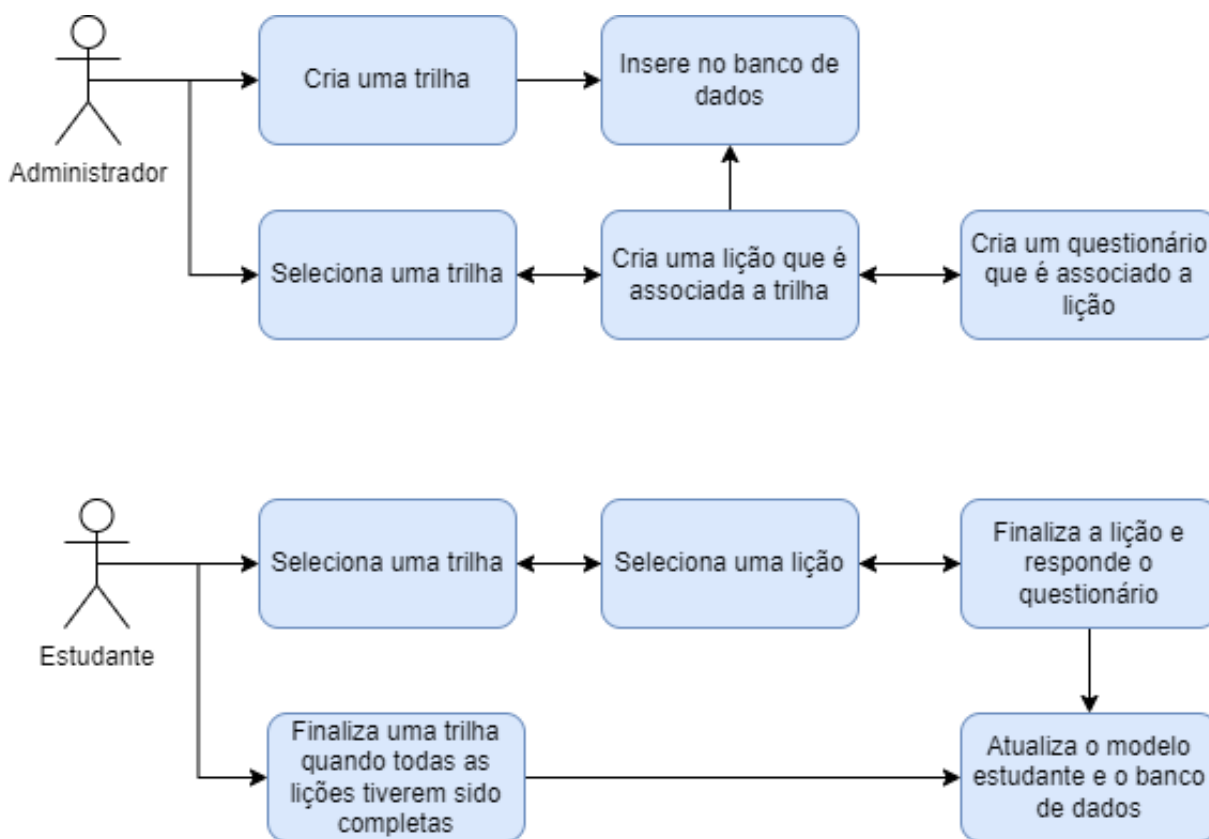 Cria uma trilha
Insere no banco de
dados
Administrador
Seleciona uma trilha
Cria uma lição que é
associada a trilha
Cria um questionário
que é associado a
lição
Seleciona uma trilha
Seleciona uma lição
Finaliza a lição e
responde o
questionário
Estudante
Finaliza uma trilha
quando todas as
lições tiverem sido
completas
Atualiza o modelo
estudante e o banco
de dados